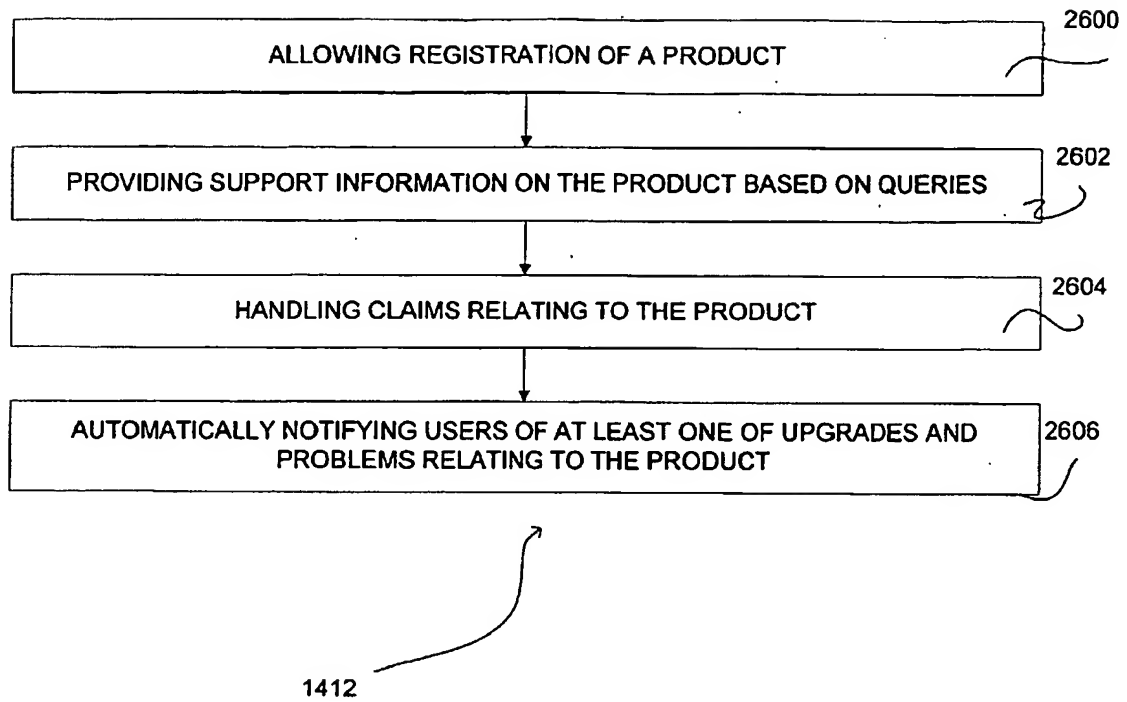 2600
ALLOWING REGISTRATION OF A PRODUCT
2602
PROVIDING SUPPORT INFORMATION ON THE PRODUCT BASED ON QUERIES
2604
HANDLING CLAIMS RELATING TO THE PRODUCT
2606
AUTOMATICALLY NOTIFYING USERS OF AT LEAST ONE OF UPGRADES AND
PROBLEMS RELATING TO THE PRODUCT
1412